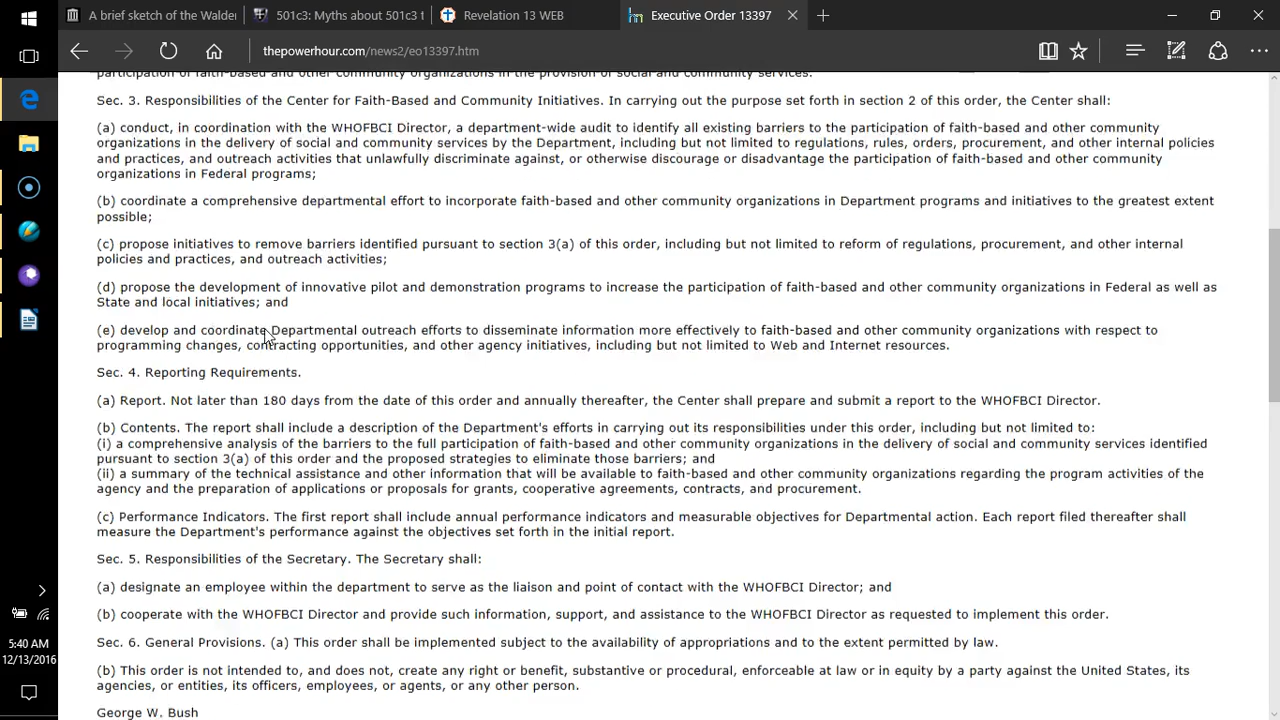 A brief sketch of the Walder
501c3: Myths about 501c3 t
Revelation 13 WEB
Executive Order 13397
thepowerhour.com/news2/eo13397.htm
participation of faith-based and other community organizations in the provision of social and community services.
Sec. 3. Responsibilities of the Center for Faith-Based and Community Initiatives. In carrying out the purpose set forth in section 2 of this order, the Center shall:
(a) conduct, in coordination with the WHOFBCI Director, a department-wide audit to identify all existing barriers to the participation of faith-based and other community
organizations in the delivery of social and community services by the Department, including but not limited to regulations, rules, orders, procurement, and other internal policies
and practices, and outreach activities that unlawfully discriminate against, or otherwise discourage or disadvantage the participation of faith-based and other community
organizations in Federal programs;
(b) coordinate a comprehensive departmental effort to incorporate faith-based and other community organizations in Department programs and initiatives to the greatest extent
possible;
(c) propose initiatives to remove barriers identified pursuant to section 3(a) of this order, including but not limited to reform of regulations, procurement, and other internal
policies and practices, and outreach activities;
(d) propose the development of innovative pilot and demonstration programs to increase the participation of faith-based and other community organizations in Federal as well as
State and local initiatives; and
(e) develop and coordinate Departmental outreach efforts to disseminate information more effectively to faith-based and other community organizations with respect to
programming changes, contracting opportunities, and other agency initiatives, including but not limited to Web and Internet resources.
Sec. 4. Reporting Requirements.
(a) Report. Not later than 180 days from the date of this order and annually thereafter, the Center shall prepare and submit a report to the WHOFBCI Director.
(b) Contents. The report shall include a description of the Department's efforts in carrying out its responsibilities under this order, including but not limited to:
(i) a comprehensive analysis of the barriers to the full participation of faith-based and other community organizations in the delivery of social and community services identified
pursuant to section 3(a) of this order and the proposed strategies to eliminate those barriers; and
(ii) a summary of the technical assistance and other information that will be available to faith-based and other community organizations regarding the program activities of the
agency and the preparation of applications or proposals for grants, cooperative agreements, contracts, and procurement.
(c) Performance Indicators. The first report shall include annual performance indicators and measurable objectives for Departmental action. Each report filed thereafter shall
measure the Department's performance against the objectives set forth in the initial report.
Sec. 5. Responsibilities of the Secretary. The Secretary shall:
(a) designate an employee within the department to serve as the liaison and point of contact with the WHOFBCI Director; and
(b) cooperate with the WHOFBCI Director and provide such information, support, and assistance to the WHOFBCI Director as requested to implement this order.
Sec. 6. General Provisions. (a) This order shall be implemented subject to the availability of appropriations and to the extent permitted by law.
(b) This order is not intended to, and does not, create any right or benefit, substantive or procedural, enforceable at law or in equity by a party against the United States, its
agencies, or entities, its officers, employees, or agents, or any other person.
George W. Bush
5:40 AM
12/13/2016